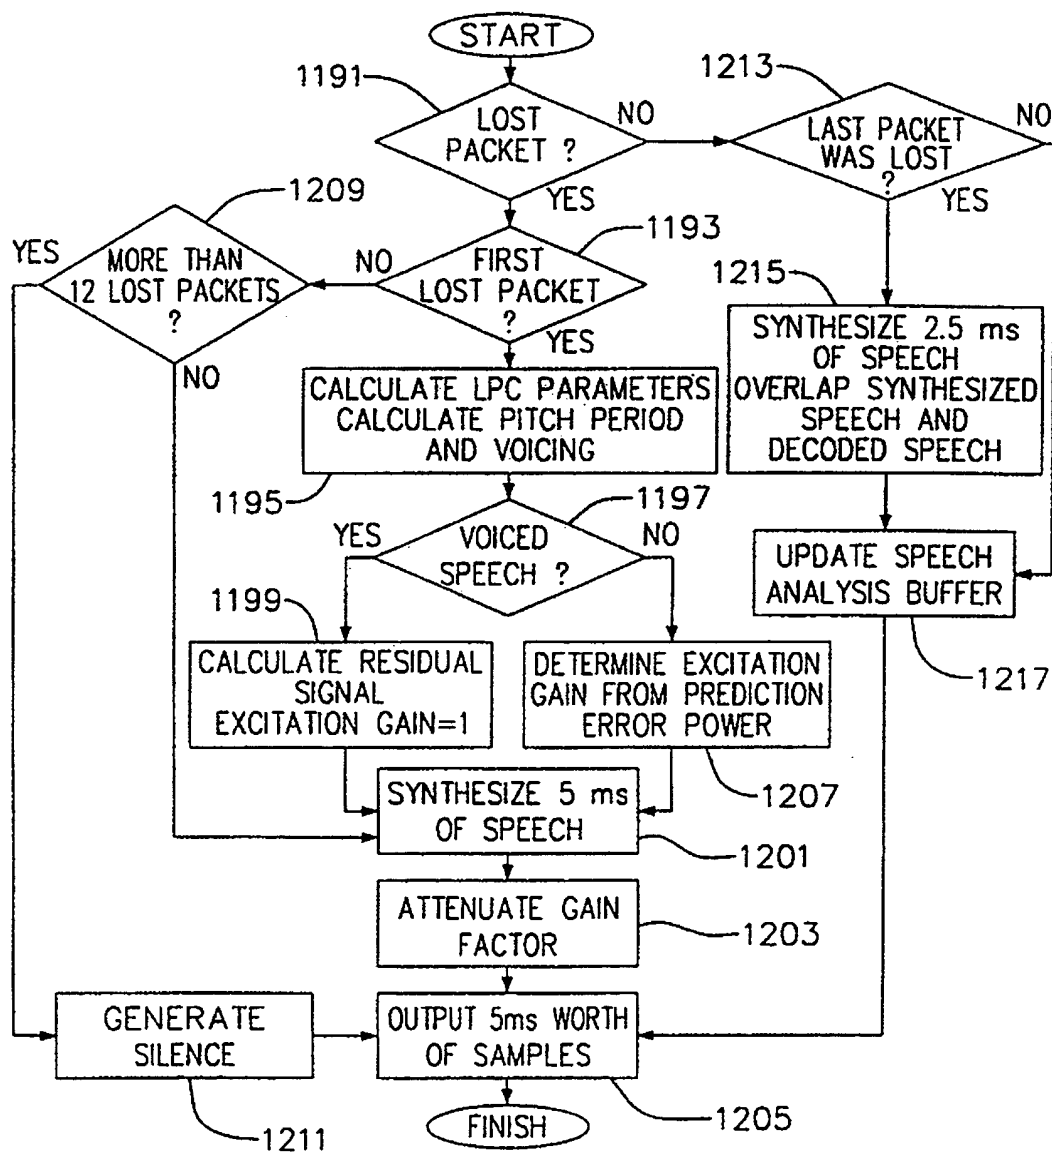 START
1191
LOST
PACKET ?
NO
YES
1213
LAST PACKET
WAS LOST
?
NO
YES
1209
MORE THAN
12 LOST PACKETS
?
YES
NO
1193
FIRST
LOST PACKET
?
NO
YES
1215
SYNTHESIZE 2.5 ms
OF SPEECH
OVERLAP SYNTHESIZED
SPEECH AND
DECODED SPEECH
CALCULATE LPC PARAMETERS
CALCULATE PITCH PERIOD
AND VOICING
1195
1197
VOICED
SPEECH ?
YES
NO
UPDATE SPEECH
ANALYSIS BUFFER
1217
1199
CALCULATE RESIDUAL
SIGNAL
EXCITATION GAIN=1
DETERMINE EXCITATION
GAIN FROM PREDICTION
ERROR POWER
1207
SYNTHESIZE 5 ms
OF SPEECH
1201
ATTENUATE GAIN
FACTOR
1203
GENERATE
SILENCE
1211
OUTPUT 5ms WORTH
OF SAMPLES
1205
FINISH